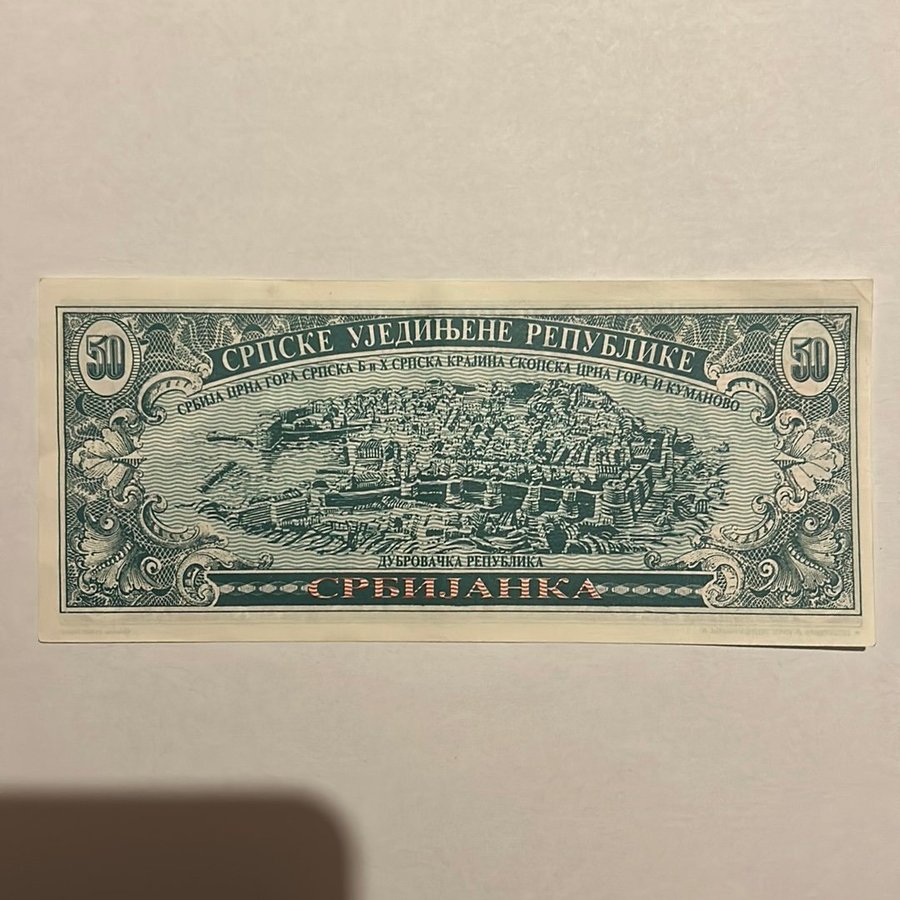 50 СРПСКЕ УЈЕДИЊЕНЕ РЕПУБЛИКЕ 50
СРБИЈА ЦРНА ГОРА СРПСКА Б и Х СРПСКА КРАЈИНА СКОПСКА ЦРНА ГОРА И КУМАНОВО
ДУБРОВАЧКА РЕПУБЛИКА
СРБИЈАНКА